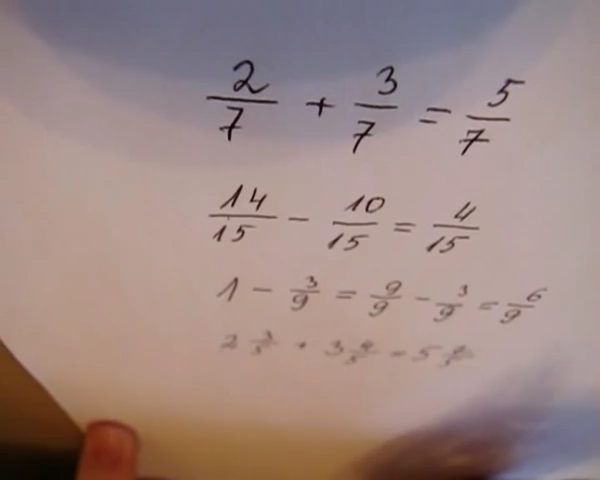 2/7 + 3/7 = 5/7
14/15 - 10/15 = 4/15
1 - 3/9 = 9/9 - 3/9 = 6/9